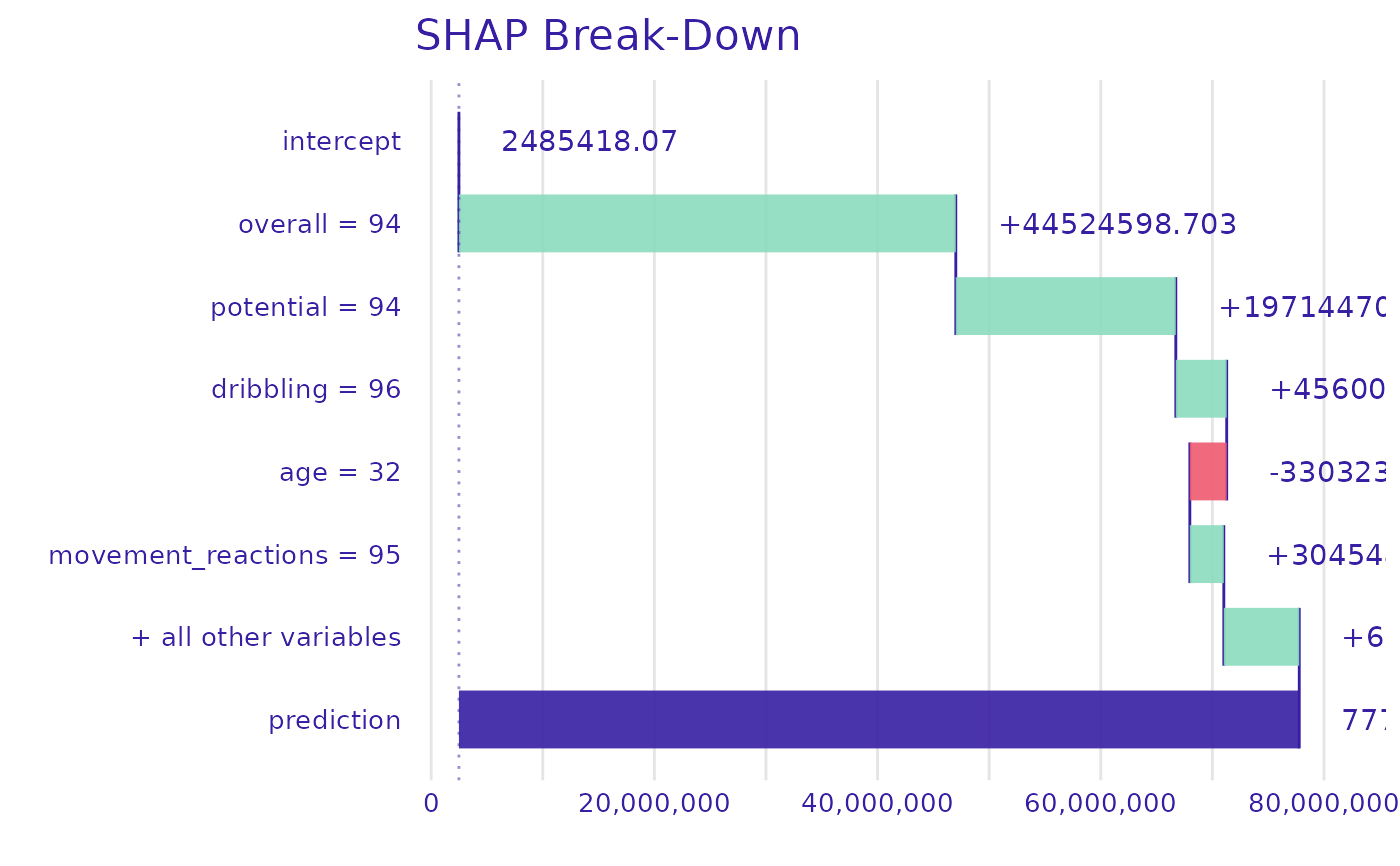 SHAP Break-Down
intercept
2485418.07
overall = 94
+44524598.703
potential = 94
+19714470
dribbling = 96
+45600
age = 32
-330323
movement_reactions = 95
+30454
+ all other variables
+6
prediction
777
0
20,000,000
40,000,000
60,000,000
80,000,000